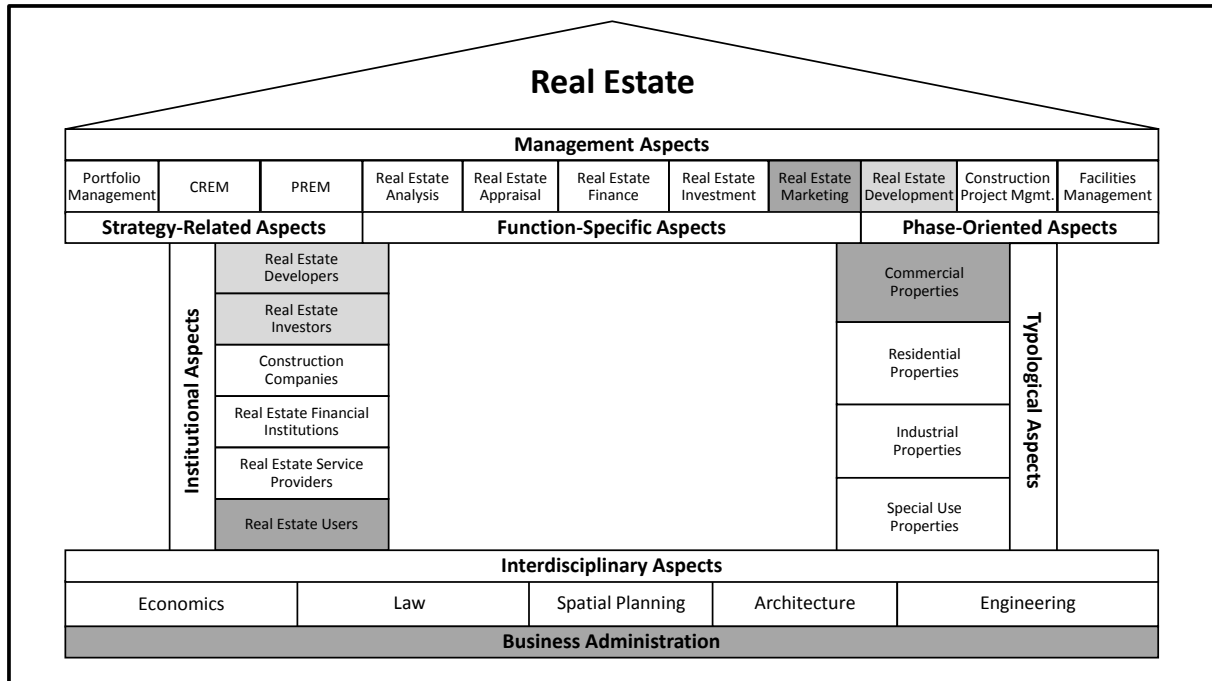 Real Estate
Management Aspects
Portfolio
Management
CREM
PREM
Real Estate
Analysis
Real Estate
Appraisal
Real Estate
Finance
Real Estate
Investment
Real Estate
Marketing
Real Estate
Development
Construction
Project Mgmt.
Facilities
Management
Strategy-Related Aspects
Function-Specific Aspects
Phase-Oriented Aspects
Institutional Aspects
Real Estate
Developers
Real Estate
Investors
Construction
Companies
Real Estate Financial
Institutions
Real Estate Service
Providers
Real Estate Users
Commercial
Properties
Residential
Properties
Industrial
Properties
Special Use
Properties
Typological Aspects
Interdisciplinary Aspects
Economics
Law
Spatial Planning
Architecture
Engineering
Business Administration